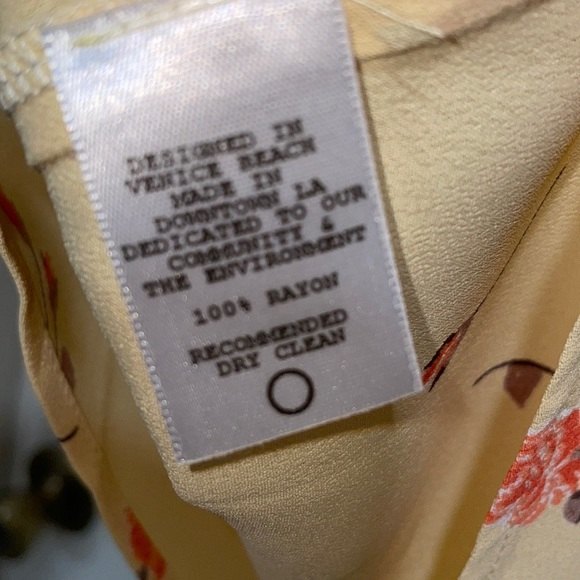 DESIGNED IN
VENICE BEACH
MADE IN
DOWNTOWN LA
DEDICATED TO OUR
COMMUNITY &
THE ENVIRONMENT
100% RAYON
RECOMMENDED
DRY CLEAN